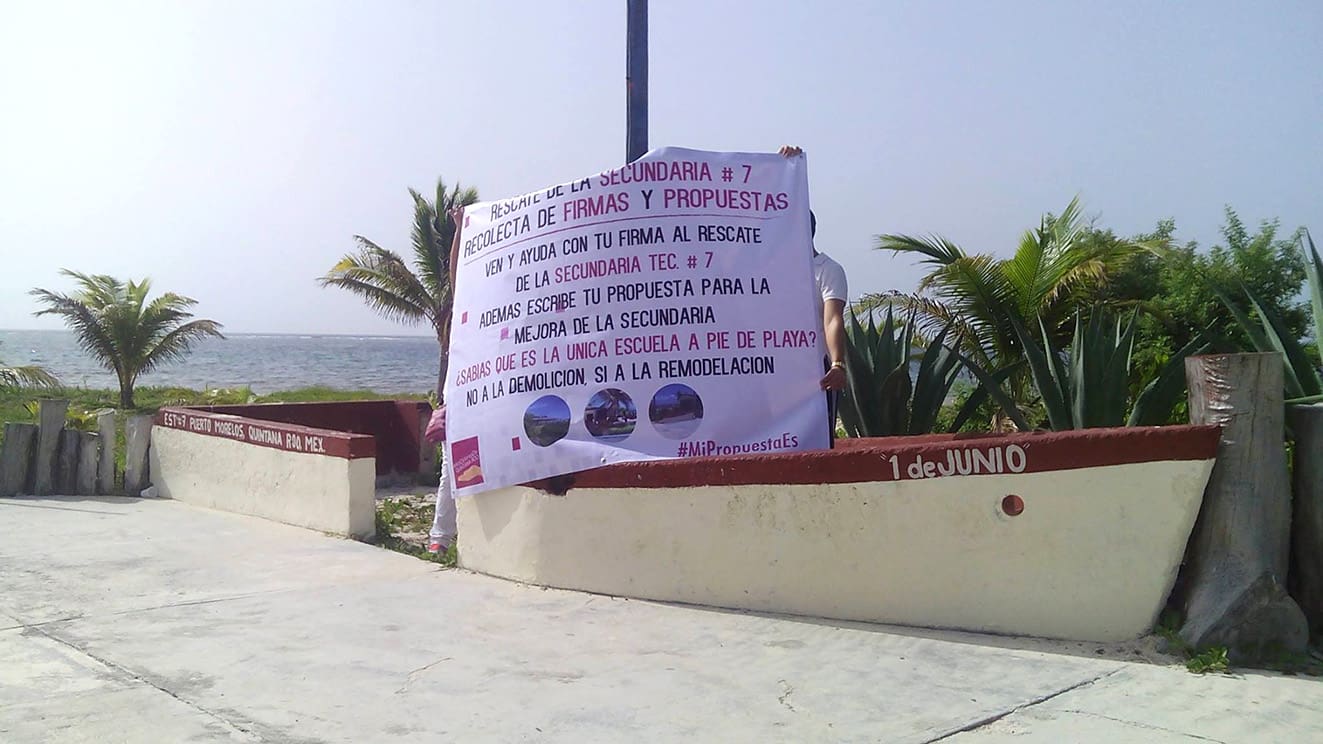 RESCATE DE LA SECUNDARIA # 7
RECOLECTA DE FIRMAS Y PROPUESTAS
VEN Y AYUDA CON TU FIRMA AL RESCATE
DE LA SECUNDARIA TEC. # 7
ADEMAS ESCRIBE TU PROPUESTA PARA LA
MEJORA DE LA SECUNDARIA
¿SABIAS QUE ES LA UNICA ESCUELA A PIE DE PLAYA?
NO A LA DEMOLICION, SI A LA REMODELACION
#MiPropuestaEs
EST#7 PUERTO MORELOS, QUINTANA ROO, MEX.
1 de JUNIO